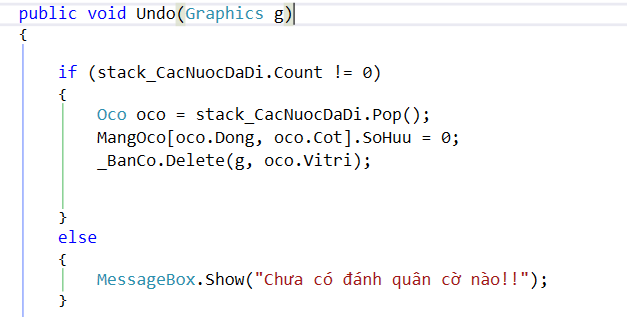 public void Undo(Graphics g)
{
if (stack_CacNuocDaDi.Count != 0)
{
Oco oco = stack_CacNuocDaDi.Pop();
MangOco[oco.Dong, oco.Cot].SoHuu = 0;
_BanCo.Delete(g, oco.Vitri);
}
else
{
MessageBox.Show("Chưa có đánh quân cờ nào!!");
}